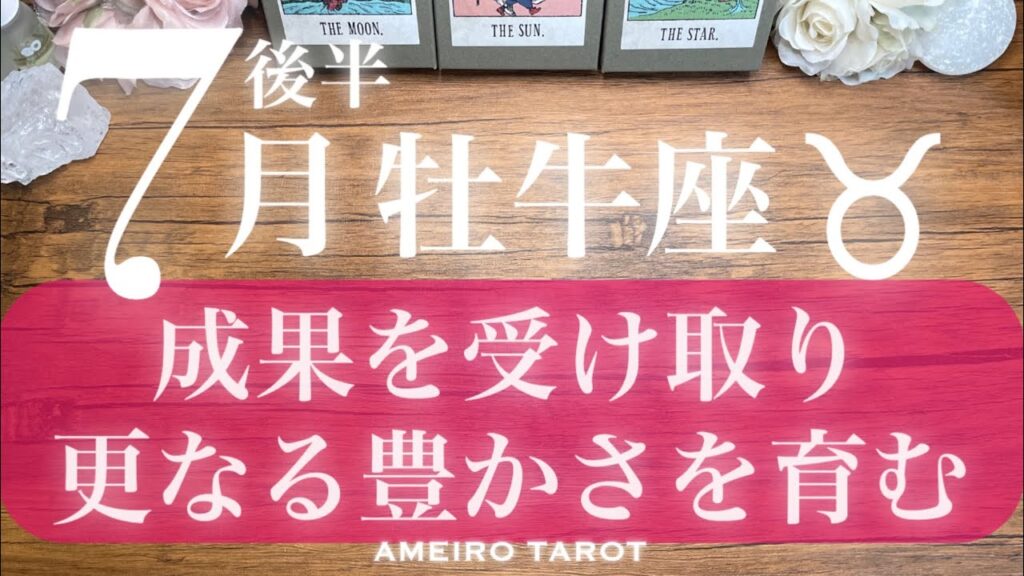 THE MOON.
THE SUN.
THE STAR.
7月後半 牡牛座 ♉
成果を受け取り
更なる豊かさを育む
AMEIRO TAROT